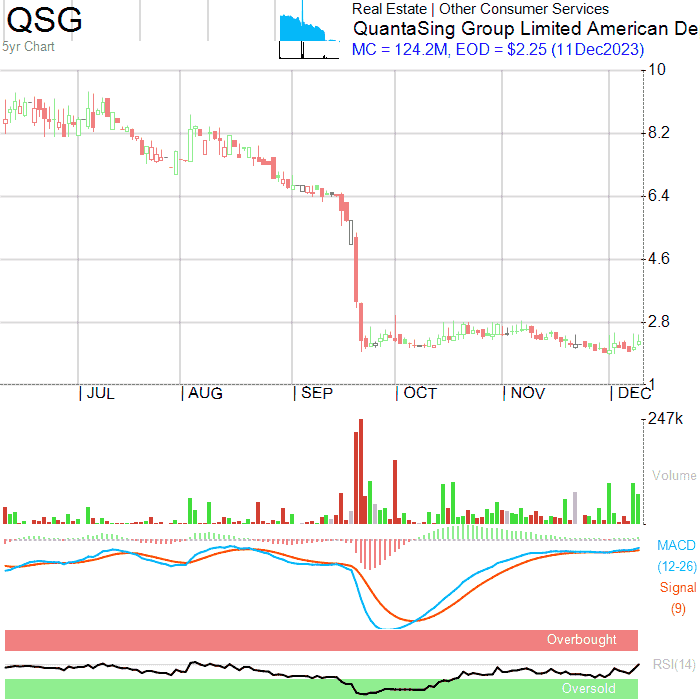 QSG
5yr Chart
Real Estate | Other Consumer Services
QuantaSing Group Limited American De
MC = 124.2M, EOD = $2.25 (11Dec2023)
10
8.2
6.4
4.6
2.8
1
JUL AUG SEP OCT NOV DEC
247k
Volume
MACD
(12-26)
Signal
(9)
Overbought
RSI(14)
Oversold